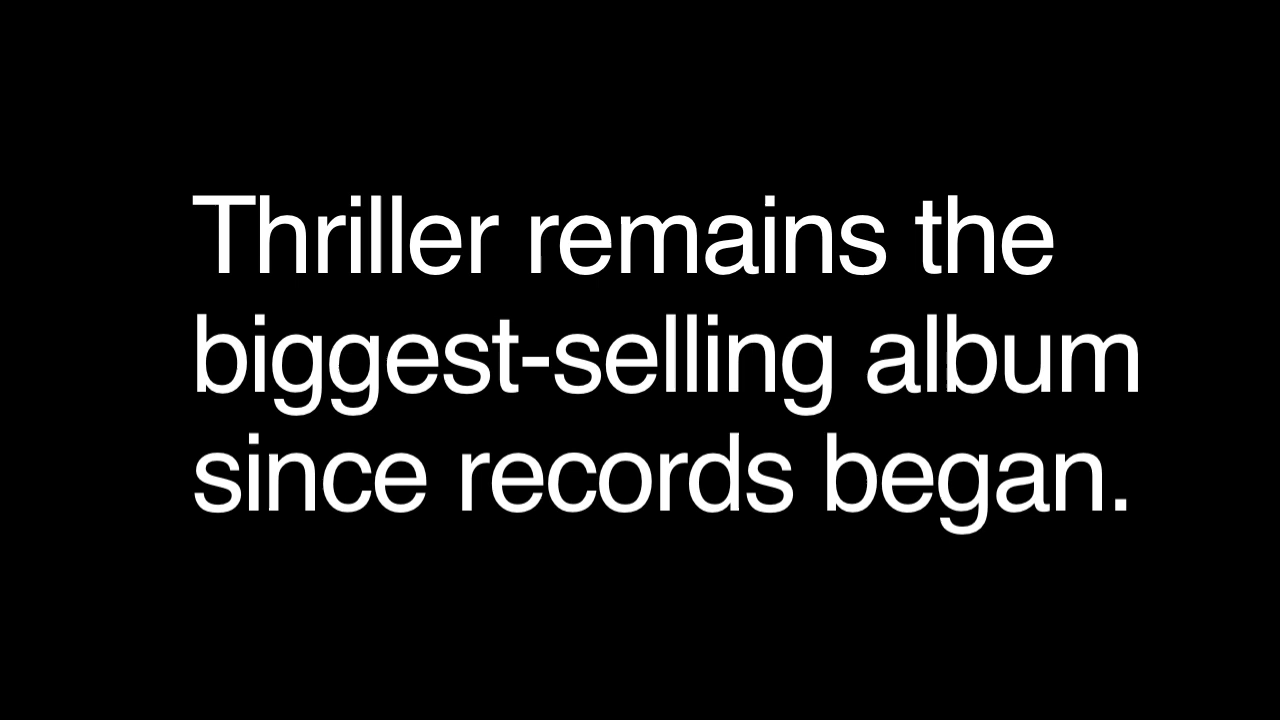 Thriller remains the
biggest-selling album
since records began.